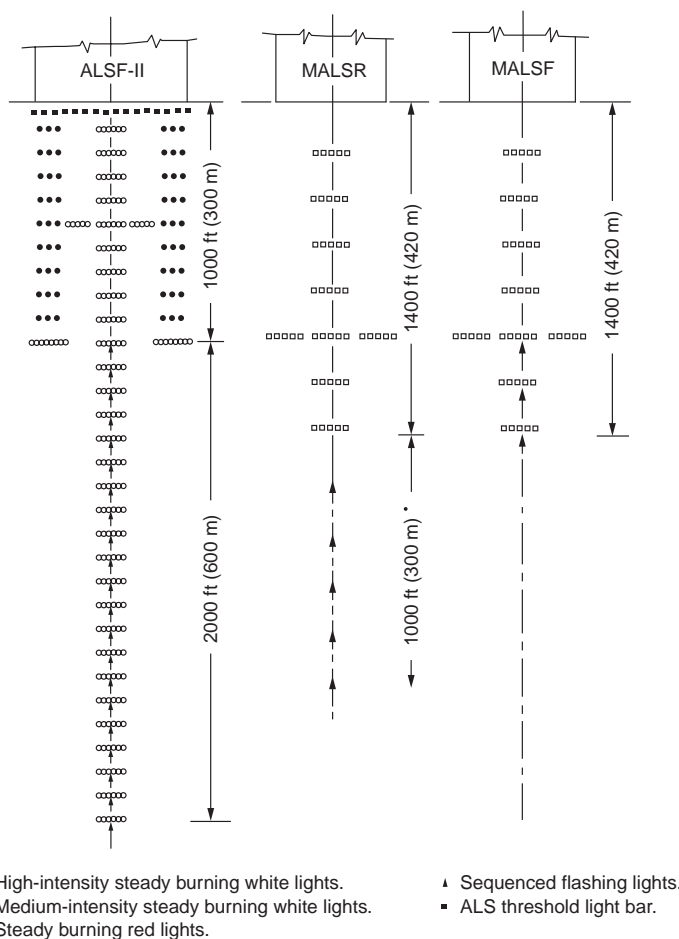 ALSF-II
MALSR
MALSF
1000 ft (300 m)
2000 ft (600 m)
1400 ft (420 m)
1000 ft (300 m)
1400 ft (420 m)
High-intensity steady burning white lights.
Medium-intensity steady burning white lights.
Steady burning red lights.
Sequenced flashing lights.
ALS threshold light bar.